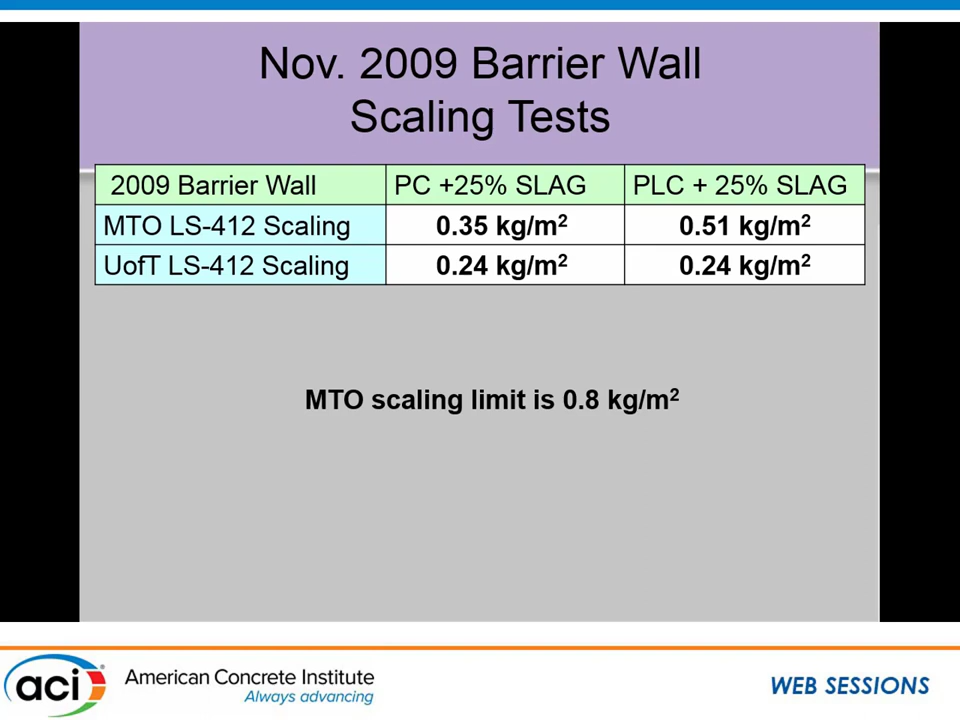 Nov. 2009 Barrier Wall
Scaling Tests
2009 Barrier Wall PC +25% SLAG PLC + 25% SLAG
MTO LS-412 Scaling 0.35 kg/m² 0.51 kg/m²
UofT LS-412 Scaling 0.24 kg/m² 0.24 kg/m²
MTO scaling limit is 0.8 kg/m²
aci American Concrete Institute
Always advancing
WEB SESSIONS